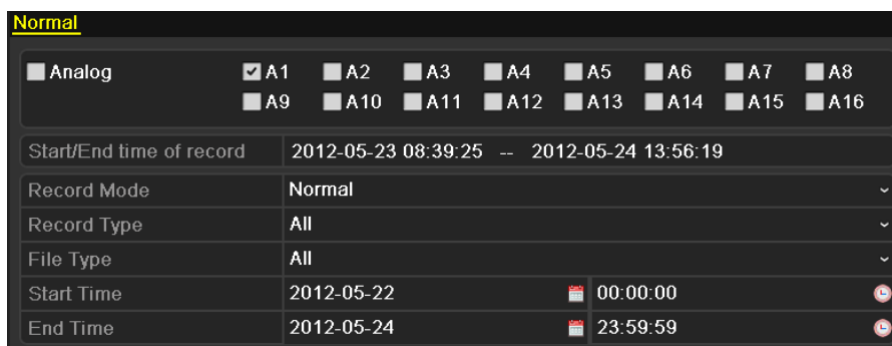 Normal
Analog A1 A2 A3 A4 A5 A6 A7 A8
A9 A10 A11 A12 A13 A14 A15 A16
Start/End time of record 2012-05-23 08:39:25 -- 2012-05-24 13:56:19
Record Mode Normal
Record Type All
File Type All
Start Time 2012-05-22 00:00:00
End Time 2012-05-24 23:59:59